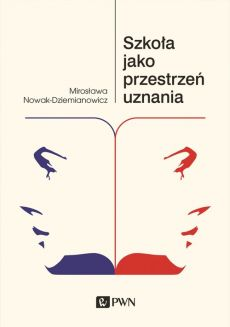 Szkoła
jako
przestrzeń
uznania
Mirosława
Nowak-Dziemianowicz
PWN